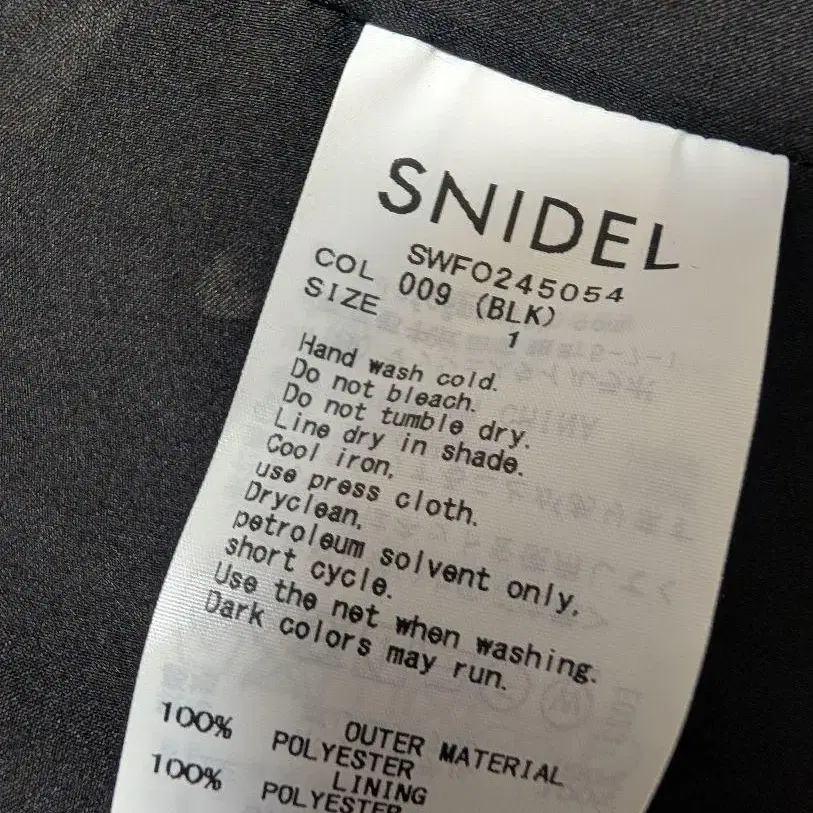 SNIDEL
SWFO245054
COL 009 (BLK)
SIZE 1
Hand wash cold.
Do not bleach.
Do not tumble dry.
Line dry in shade.
Cool iron,
use press cloth.
Dryclean,
petroleum solvent only,
short cycle.
Use the net when washing.
Dark colors may run.
OUTER MATERIAL
100% POLYESTER
LINING
100% POLYESTER